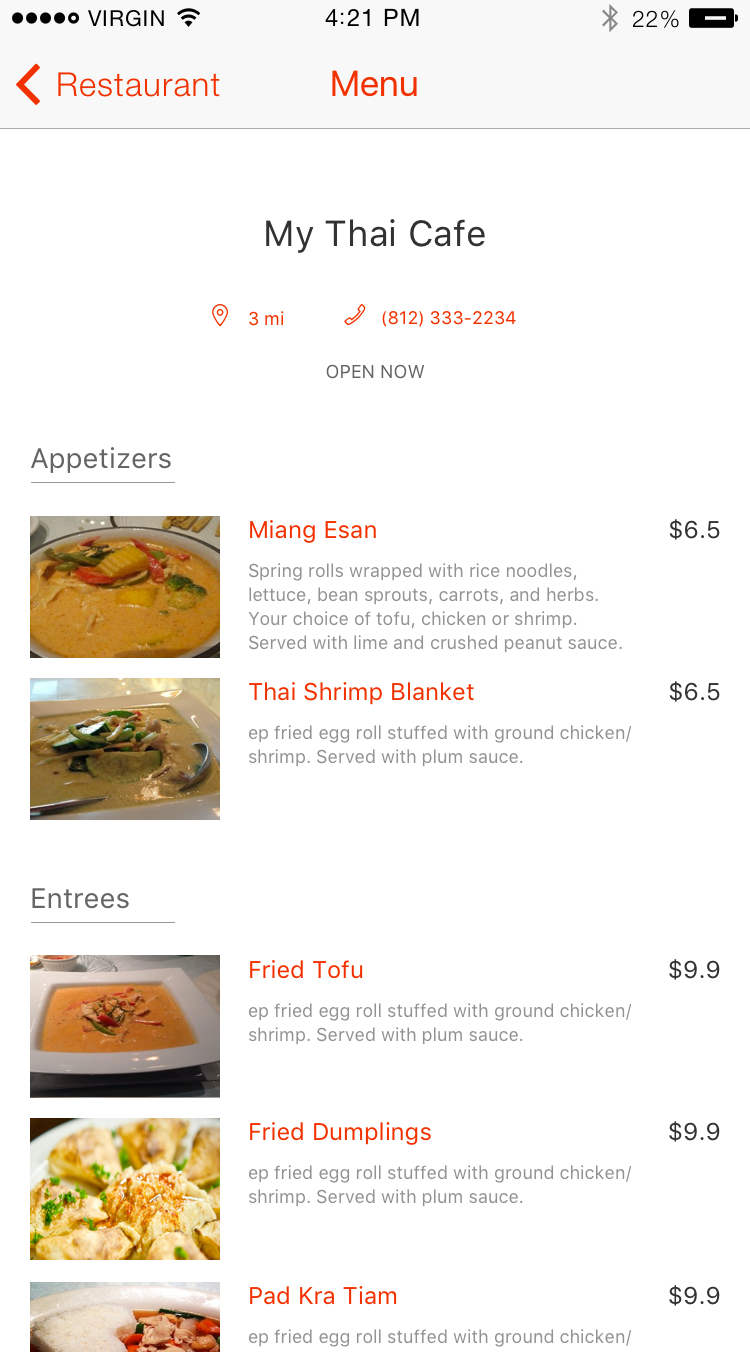 VIRGIN 4:21 PM 22%
Restaurant Menu
My Thai Cafe
3 mi (812) 333-2234
OPEN NOW
Appetizers
Miang Esan $6.5
Spring rolls wrapped with rice noodles,
lettuce, bean sprouts, carrots, and herbs.
Your choice of tofu, chicken or shrimp.
Served with lime and crushed peanut sauce.
Thai Shrimp Blanket $6.5
ep fried egg roll stuffed with ground chicken/
shrimp. Served with plum sauce.
Entrees
Fried Tofu $9.9
ep fried egg roll stuffed with ground chicken/
shrimp. Served with plum sauce.
Fried Dumplings $9.9
ep fried egg roll stuffed with ground chicken/
shrimp. Served with plum sauce.
Pad Kra Tiam $9.9
ep fried egg roll stuffed with ground chicken/